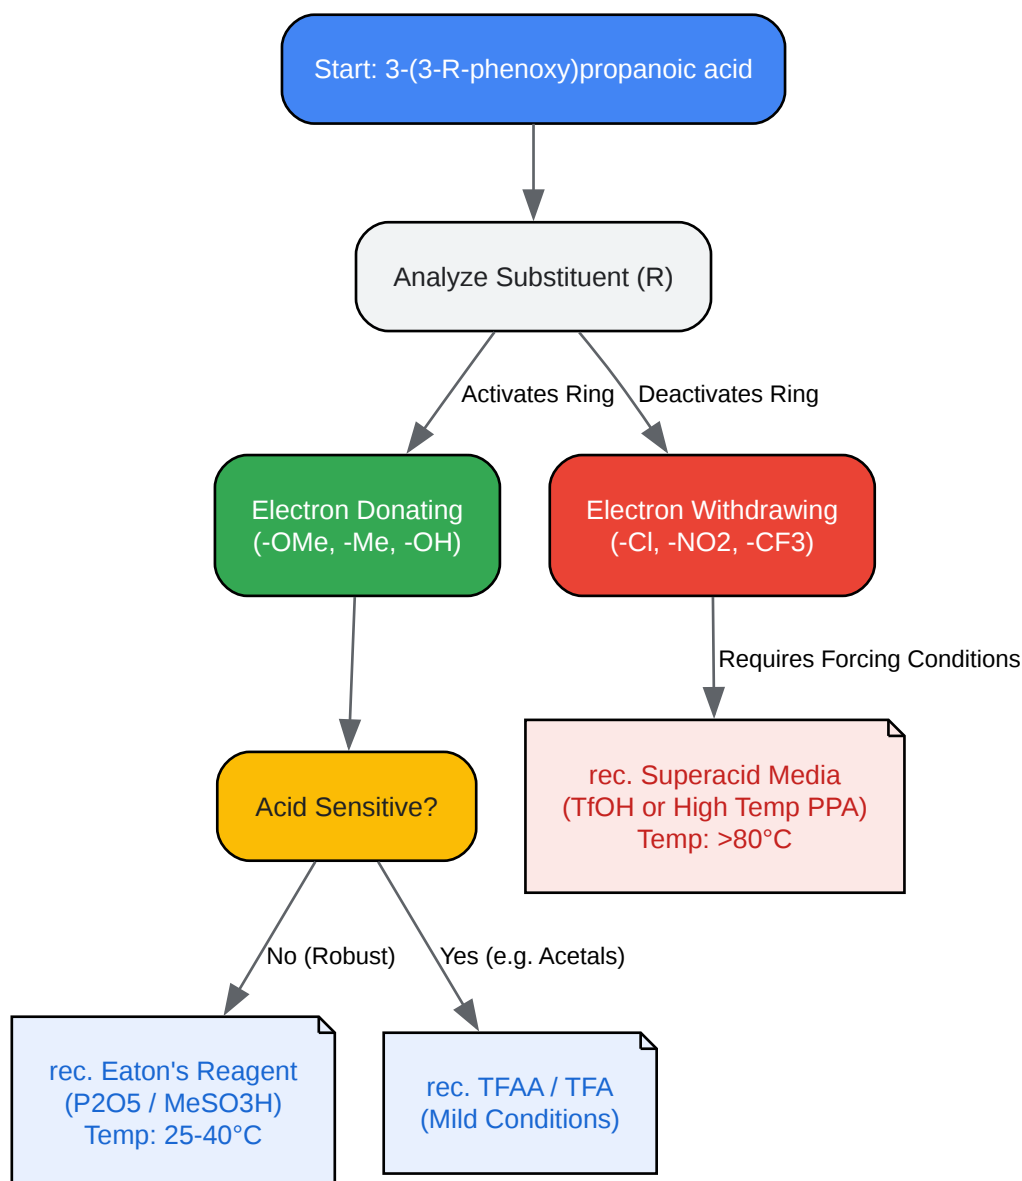 Start: 3-(3-R-phenoxy)propanoic acid
Analyze Substituent (R)
Activates Ring
Deactivates Ring
Electron Donating
(-OMe, -Me, -OH)
Electron Withdrawing
(-Cl, -NO2, -CF3)
Requires Forcing Conditions
Acid Sensitive?
rec. Superacid Media
(TfOH or High Temp PPA)
Temp: >80°C
No (Robust)
Yes (e.g. Acetals)
rec. Eaton's Reagent
(P2O5 / MeSO3H)
Temp: 25-40°C
rec. TFAA / TFA
(Mild Conditions)